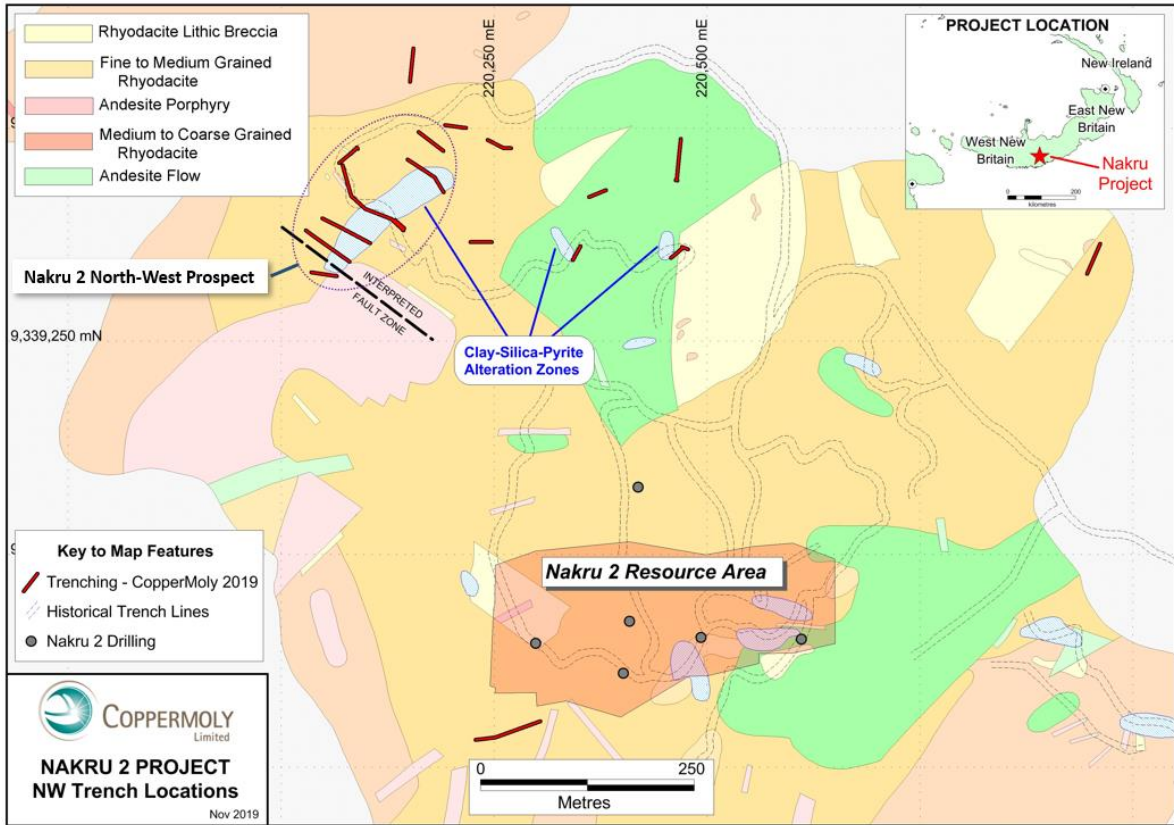 Rhyodacite Lithic Breccia
Fine to Medium Grained
Rhyodacite
Andesite Porphyry
Medium to Coarse Grained
Rhyodacite
Andesite Flow
220,250 mE
220,500 mE
PROJECT LOCATION
New Ireland
East New
Britain
West New
Britain
Nakru
Project
0 200
kilometres
Nakru 2 North-West Prospect
INTERPRETED
FAULT ZONE
9,339,250 mN
Clay-Silica-Pyrite
Alteration Zones
Key to Map Features
Trenching - CopperMoly 2019
Historical Trench Lines
Nakru 2 Drilling
Nakru 2 Resource Area
COPPERMOLY
Limited
NAKRU 2 PROJECT
NW Trench Locations
Nov 2019
0 250
Metres